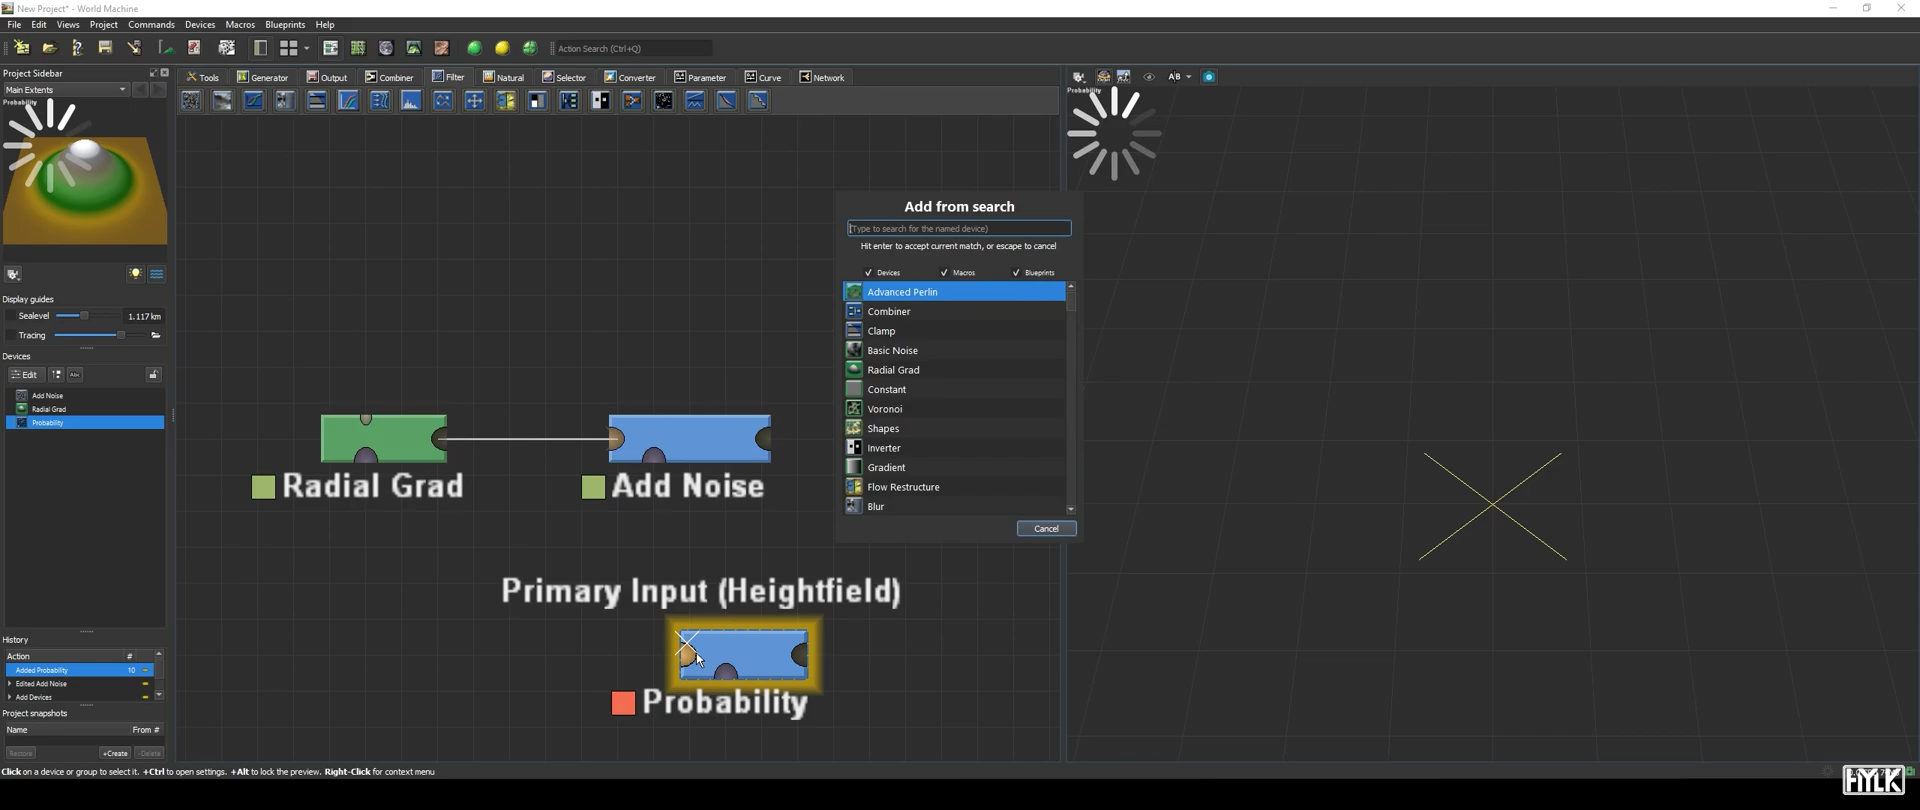 New Project* - World Machine
File Edit Views Project Commands Devices Macros Blueprints Help
Action Search (Ctrl+Q)
Project Sidebar
Main Extents
Probability
Tools Generator Output Combiner Filter Natural Selector Converter Parameter Curve Network
A|B
Probability
Display guides
Sealevel 1.117 km
Tracing
Devices
Edit Abc
Add Noise
Radial Grad
Probability
History
Action #
Added Probability 10
Edited Add Noise
Add Devices
Project snapshots
Name From #
Restore +Create -Delete
Radial Grad
Add Noise
Primary Input (Heightfield)
Probability
Add from search
(Type to search for the named device)
Hit enter to accept current match, or escape to cancel
Devices Macros Blueprints
Advanced Perlin
Combiner
Clamp
Basic Noise
Radial Grad
Constant
Voronoi
Shapes
Inverter
Gradient
Flow Restructure
Blur
Cancel
Click on a device or group to select it. +Ctrl to open settings. +Alt to lock the preview. Right-Click for context menu
HYLK